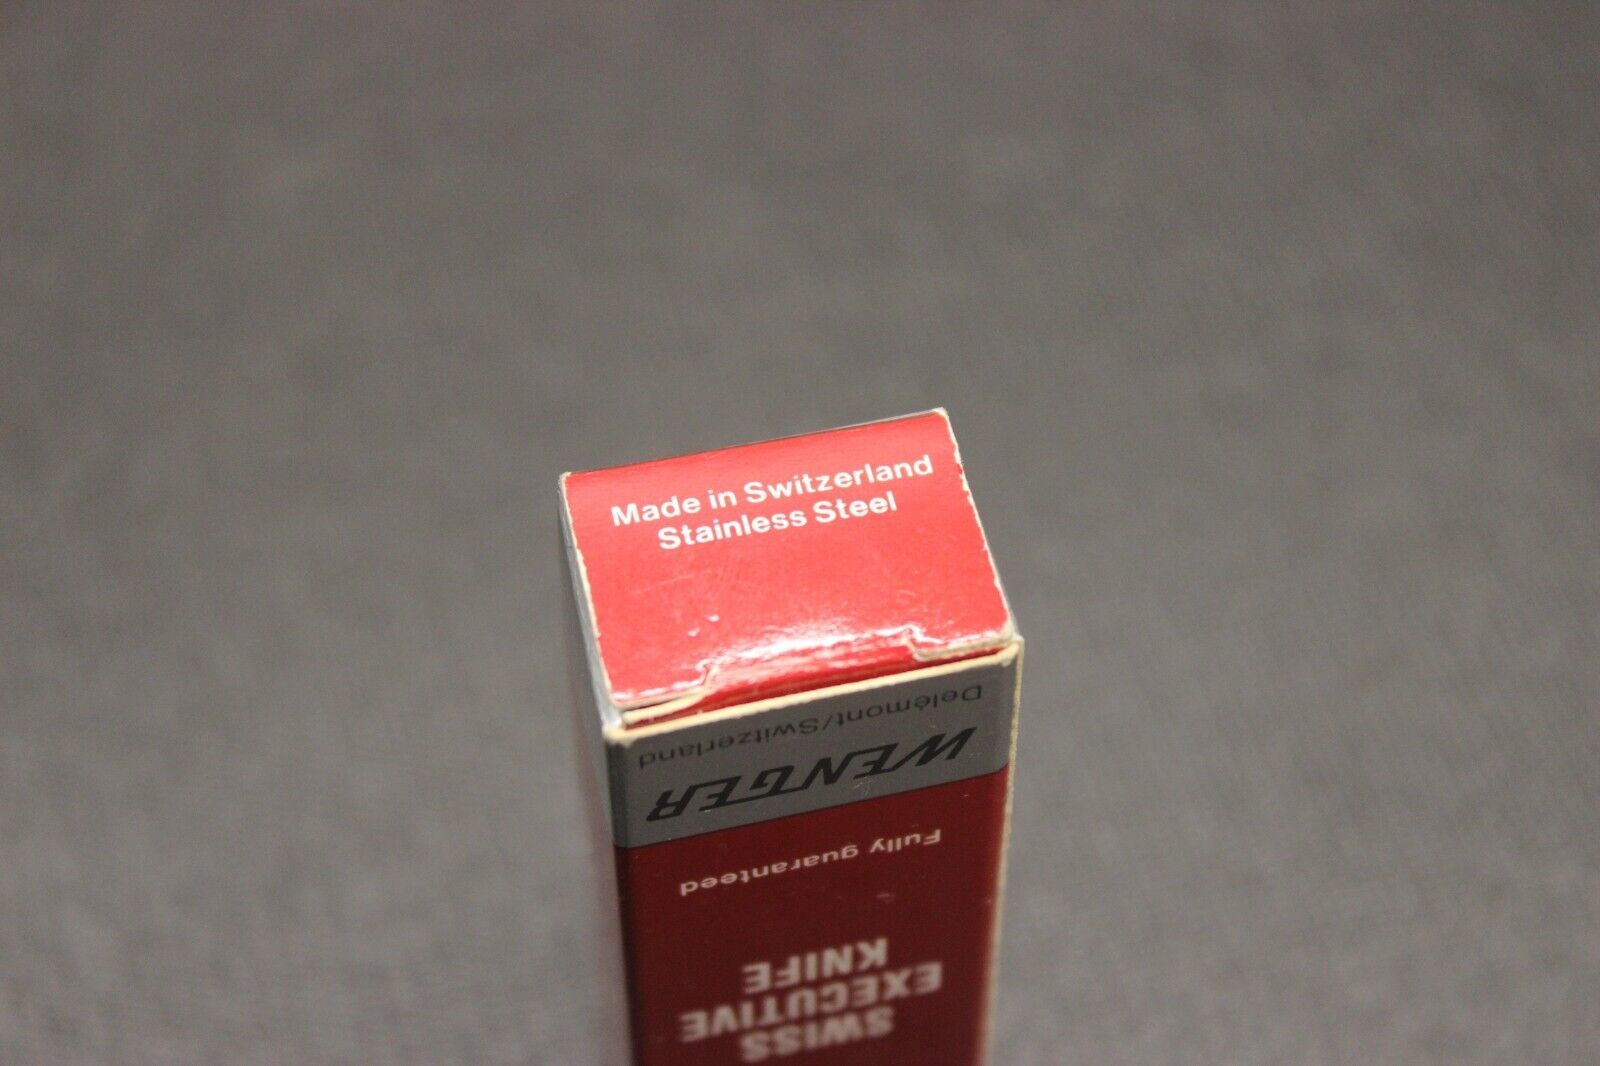 Made in Switzerland
Stainless Steel
SWISS
EXECUTIVE
KNIFE
Fully guaranteed
WENGER
Delémont/Switzerland